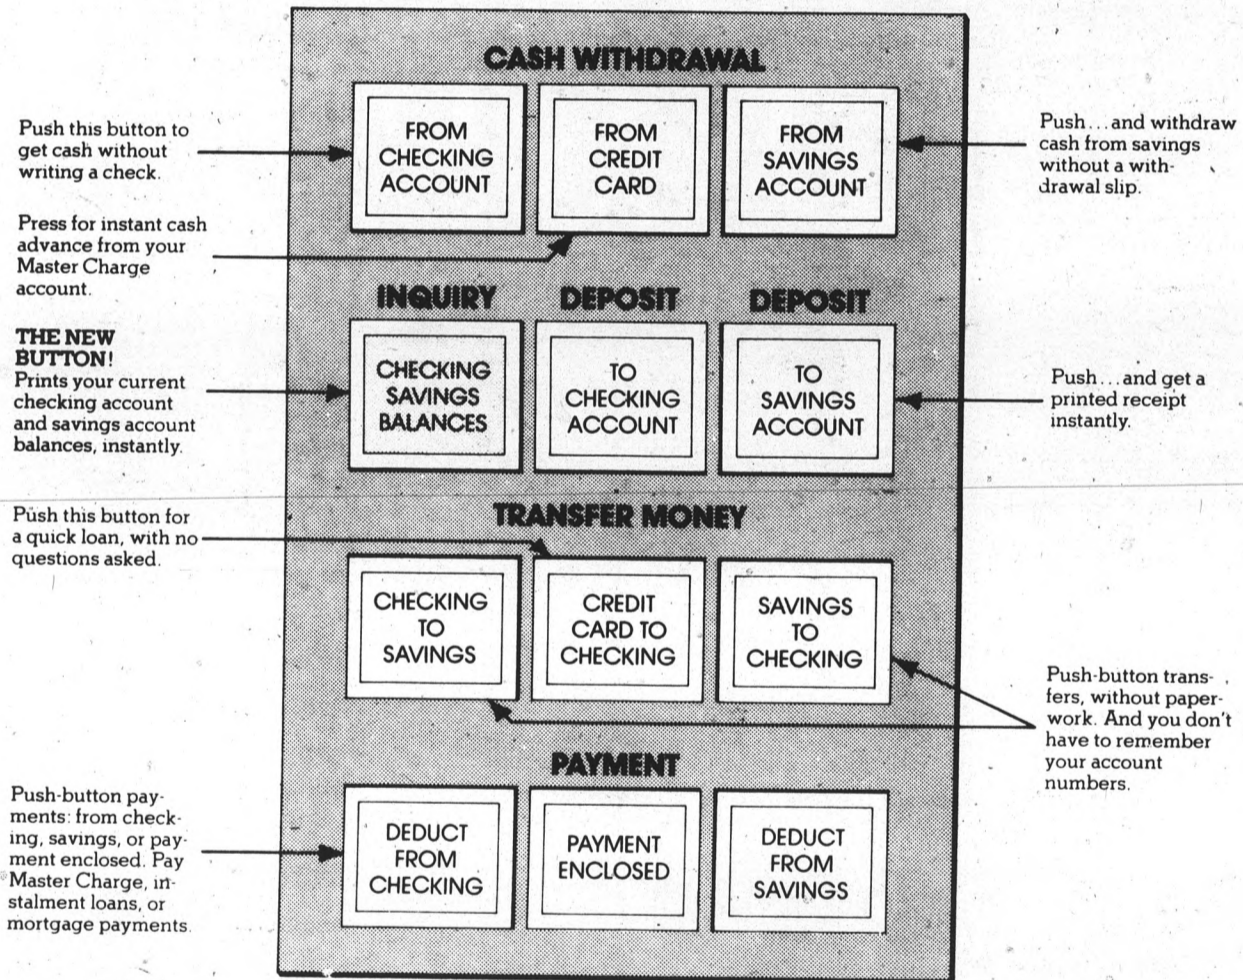 CASH WITHDRAWAL
Push this button to
get cash without
writing a check.
FROM
CHECKING
ACCOUNT
FROM
CREDIT
CARD
FROM
SAVINGS
ACCOUNT
Push...and withdraw
cash from savings
without a with-
drawal slip.
Press for instant cash
advance from your
Master Charge
account.
INQUIRY
DEPOSIT
DEPOSIT
THE NEW
BUTTON!
Prints your current
checking account
and savings account
balances, instantly.
CHECKING
SAVINGS
BALANCES
TO
CHECKING
ACCOUNT
TO
SAVINGS
ACCOUNT
Push...and get a
printed receipt
instantly.
TRANSFER MONEY
Push this button for
a quick loan, with no
questions asked.
CHECKING
TO
SAVINGS
CREDIT
CARD TO
CHECKING
SAVINGS
TO
CHECKING
Push-button trans-
fers, without paper-
work. And you don't
have to remember
your account
numbers.
PAYMENT
Push-button pay-
ments: from check-
ing, savings, or pay-
ment enclosed. Pay
Master Charge, in-
stalment loans, or
mortgage payments.
DEDUCT
FROM
CHECKING
PAYMENT
ENCLOSED
DEDUCT
FROM
SAVINGS